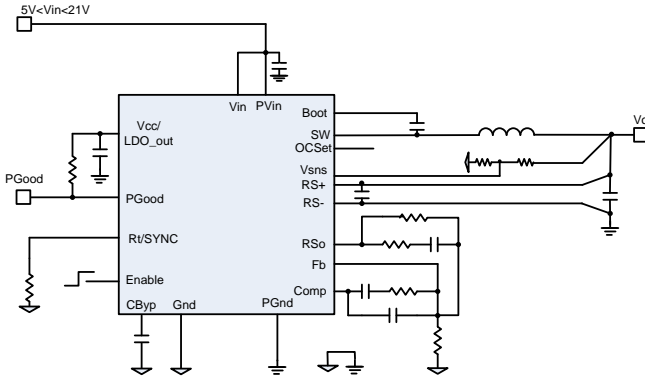 5V<Vin<21V
Vin PVin
Boot
Vcc/
LDO_out
SW
OCSet
Vsns
PGood
PGood
RS+
RS-
Rt/SYNC
RSo
Fb
Enable
Comp
CByp Gnd PGnd